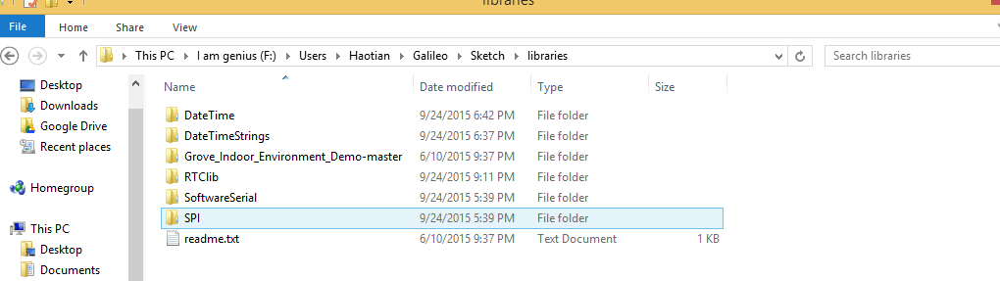 libraries
File Home Share View
This PC I am genius (F:) Users Haotian Galileo Sketch libraries Search libraries
Desktop
Downloads
Google Drive
Recent places
Homegroup
This PC
Desktop
Documents
Name Date modified Type Size
DateTime 9/24/2015 6:42 PM File folder
DateTimeStrings 9/24/2015 6:37 PM File folder
Grove_Indoor_Environment_Demo-master 6/10/2015 9:37 PM File folder
RTClib 9/24/2015 9:11 PM File folder
SoftwareSerial 9/24/2015 5:39 PM File folder
SPI 9/24/2015 5:39 PM File folder
readme.txt 6/10/2015 9:37 PM Text Document 1 KB